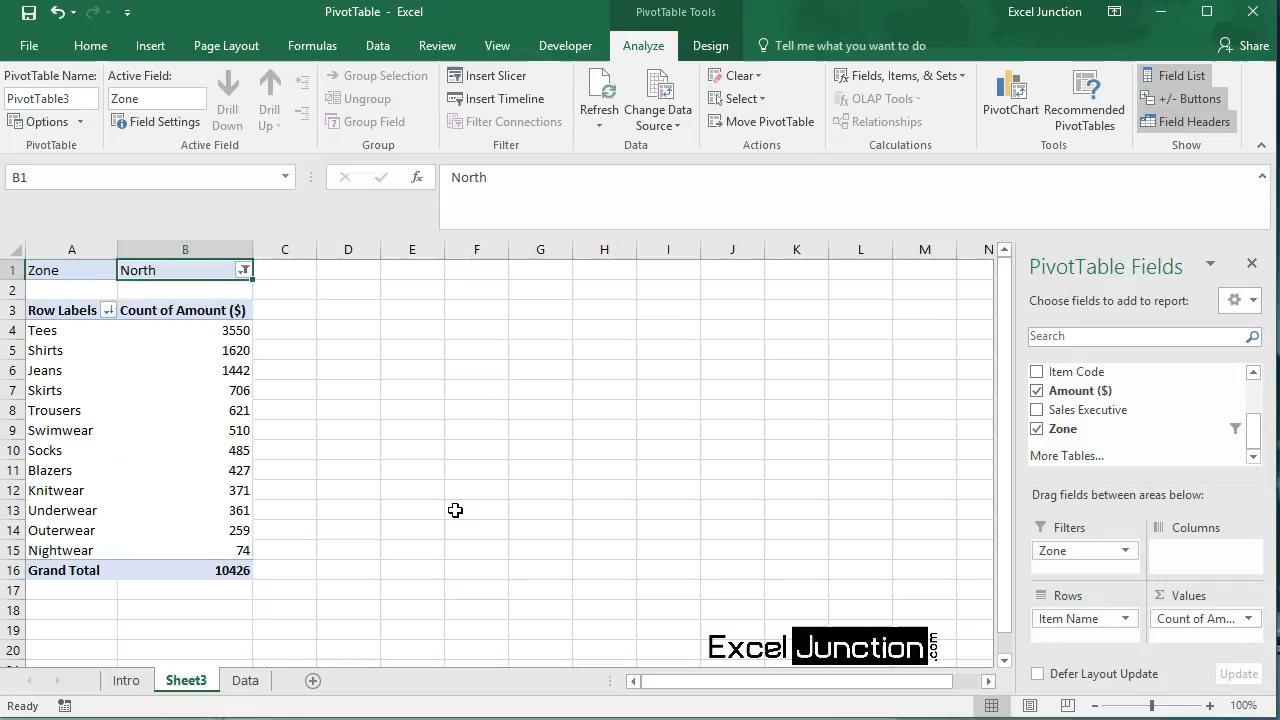 PivotTable - Excel
PivotTable Tools
Excel Junction
File Home Insert Page Layout Formulas Data Review View Developer Analyze Design Tell me what you want to do Share
PivotTable Name: Active Field: Group Selection Insert Slicer Clear Fields, Items, & Sets Field List
PivotTable3 Zone Drill Down Drill Up Ungroup Insert Timeline Refresh Change Data Source Select OLAP Tools PivotChart Recommended PivotTables +/- Buttons
Options Field Settings Group Field Filter Connections Move PivotTable Relationships Field Headers
PivotTable Active Field Group Filter Data Actions Calculations Tools Show
B1 fx North
A B C D E F G H I J K L M N
1 Zone North
2
3 Row Labels Count of Amount ($)
4 Tees 3550
5 Shirts 1620
6 Jeans 1442
7 Skirts 706
8 Trousers 621
9 Swimwear 510
10 Socks 485
11 Blazers 427
12 Knitwear 371
13 Underwear 361
14 Outerwear 259
15 Nightwear 74
16 Grand Total 10426
17
18
19
20
PivotTable Fields
Choose fields to add to report:
Search
Item Code
Amount ($)
Sales Executive
Zone
More Tables...
Drag fields between areas below:
Filters Columns
Zone
Rows Σ Values
Item Name Count of Am...
Defer Layout Update Update
Excel Junction .com
Intro Sheet3 Data
Ready 100%